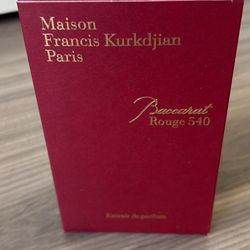 Maison
Francis Kurkdjian
Paris
Baccarat
Rouge 540
Extrait de parfum